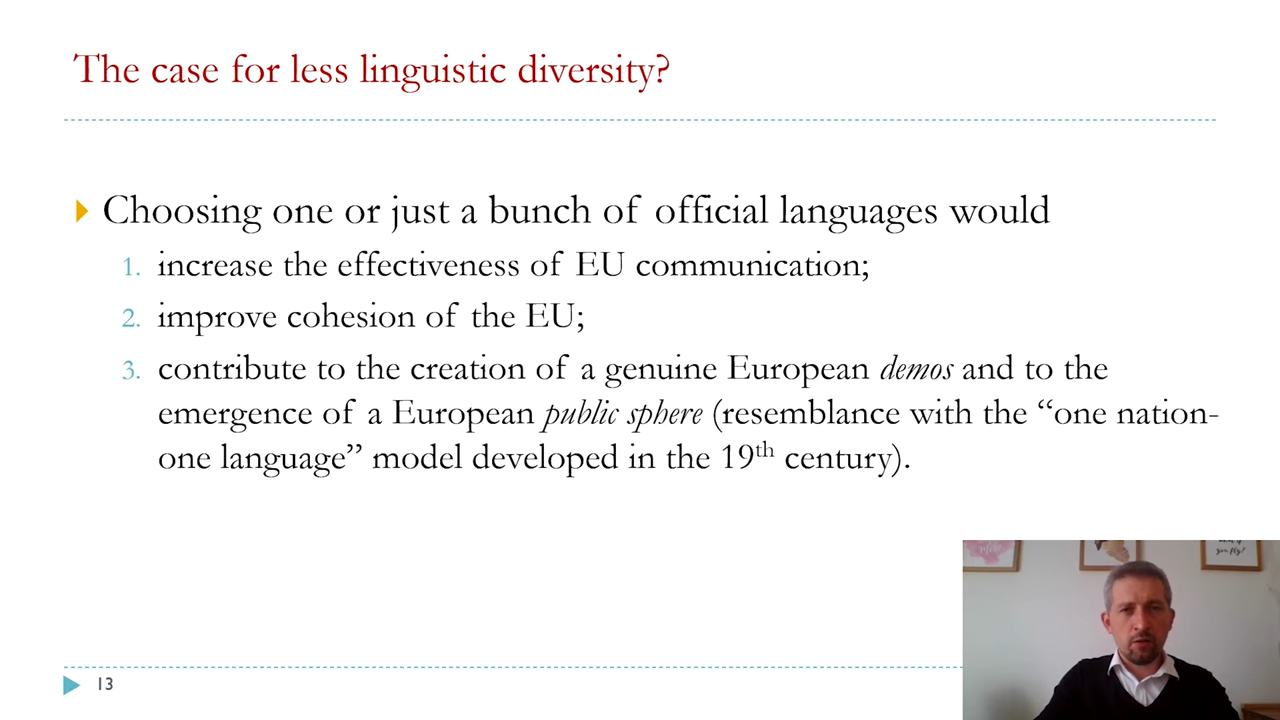 The case for less linguistic diversity?
Choosing one or just a bunch of official languages would
1. increase the effectiveness of EU communication;
2. improve cohesion of the EU;
3. contribute to the creation of a genuine European demos and to the
emergence of a European public sphere (resemblance with the “one nation-
one language” model developed in the 19th century).
13
you fly!